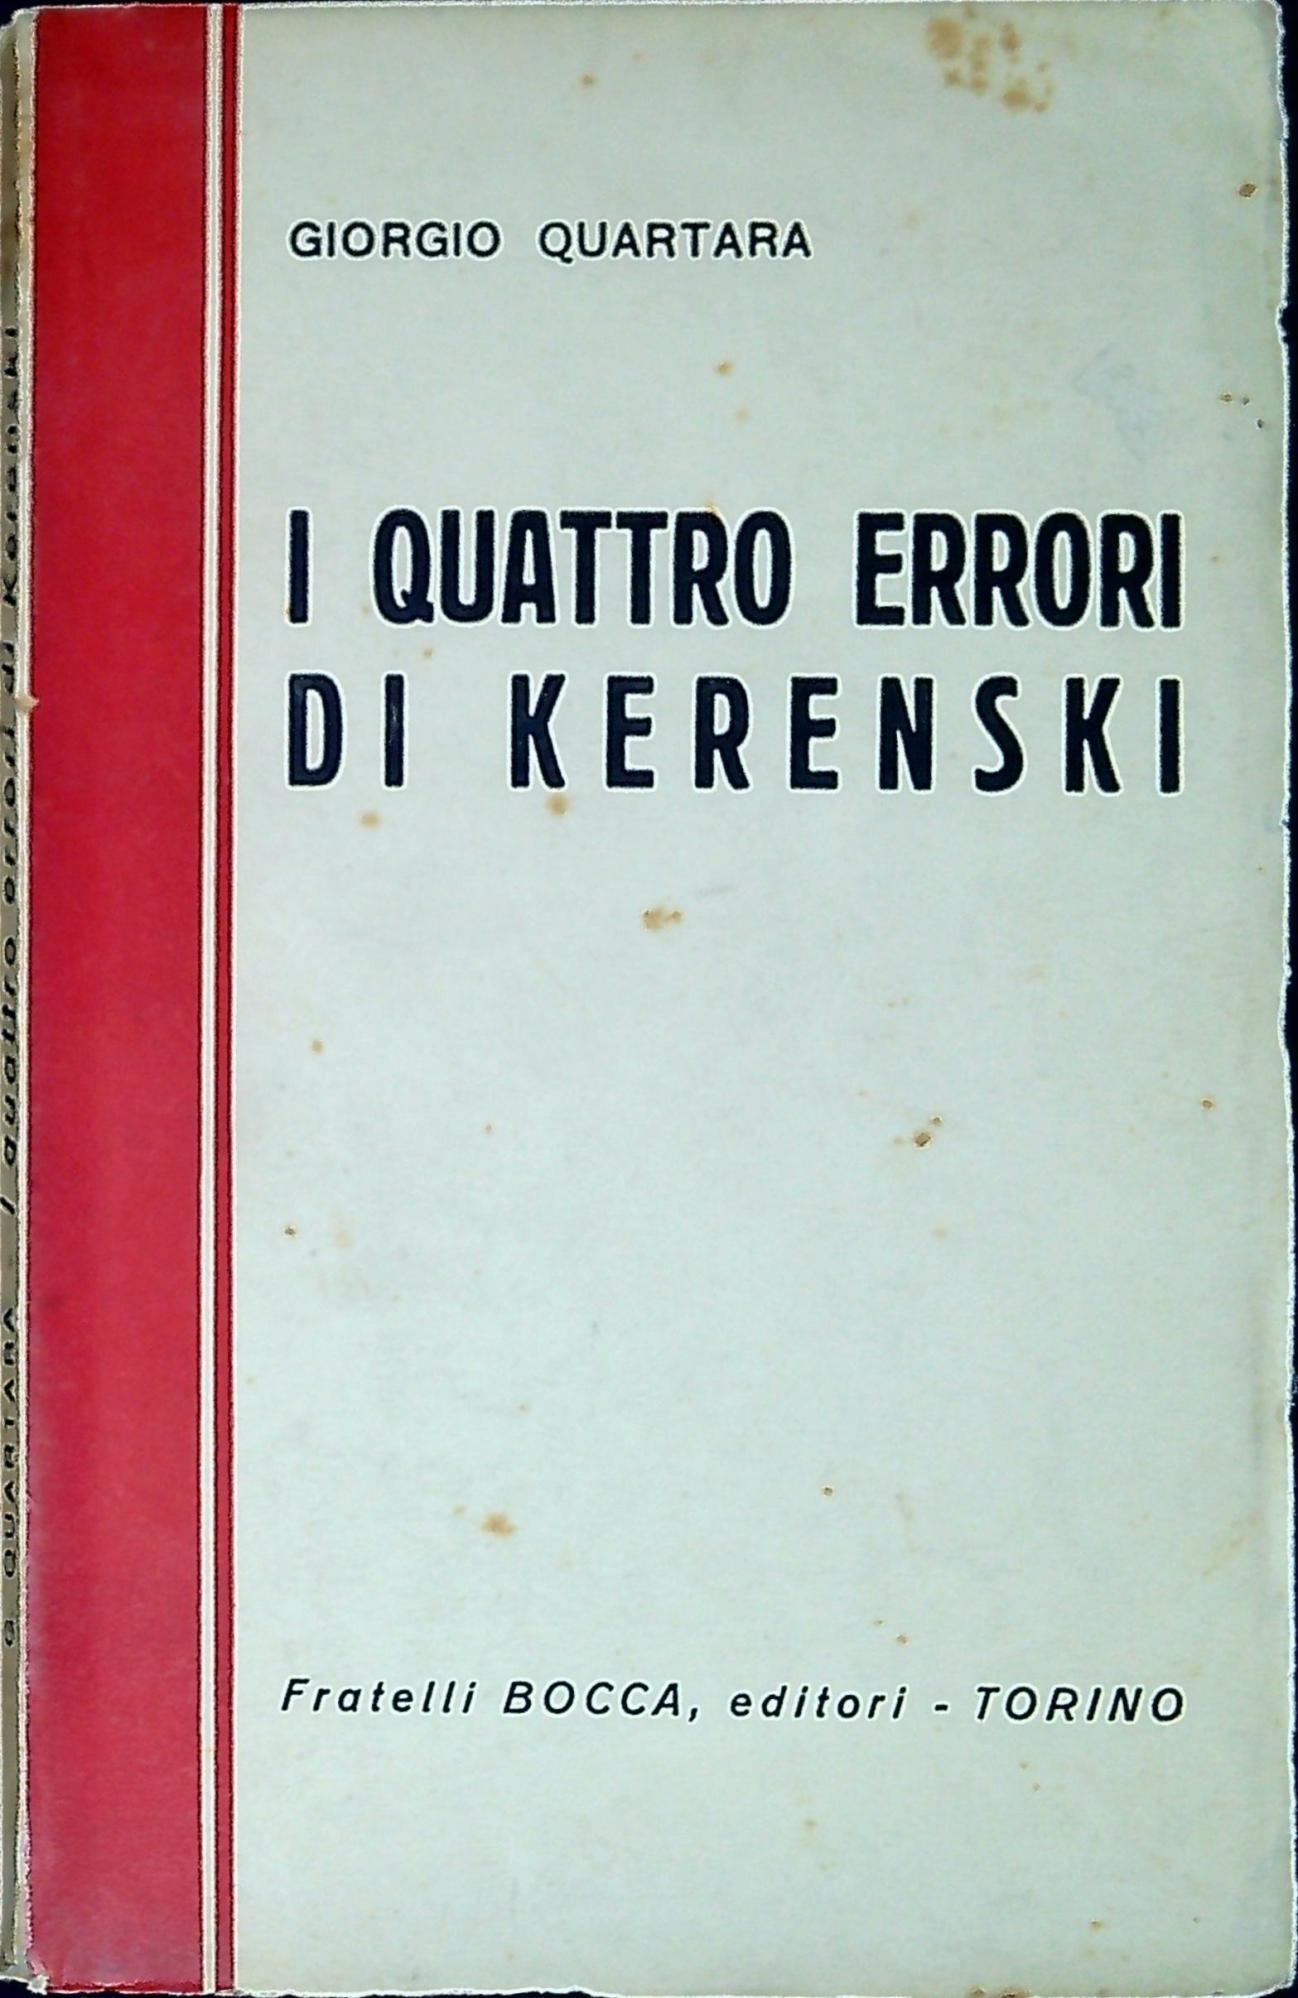 GIORGIO QUARTARA
I QUATTRO ERRORI
DI KERENSKI
Fratelli BOCCA, editori - TORINO
G. QUARTARA - I quattro errori di Kerenski